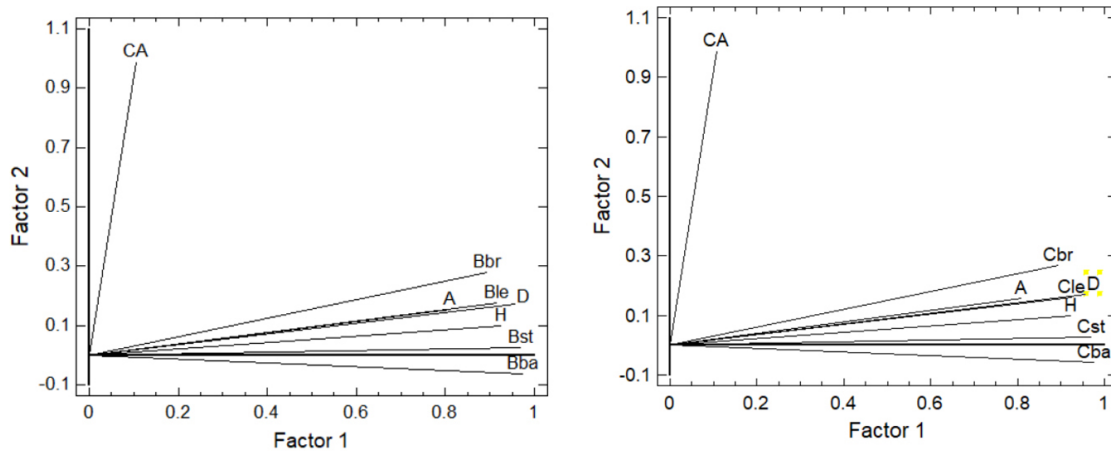 1.1
CA
0.9
0.7
Factor 2
0.5
0.3
Bbr
A
Ble
D
0.1
H
Bst
Bba
-0.1
0
0.2
0.4
0.6
0.8
1
Factor 1
1.1
CA
0.9
0.7
Factor 2
0.5
0.3
Cbr
A
Cle
D
H
0.1
Cst
Cba
-0.1
0
0.2
0.4
0.6
0.8
1
Factor 1